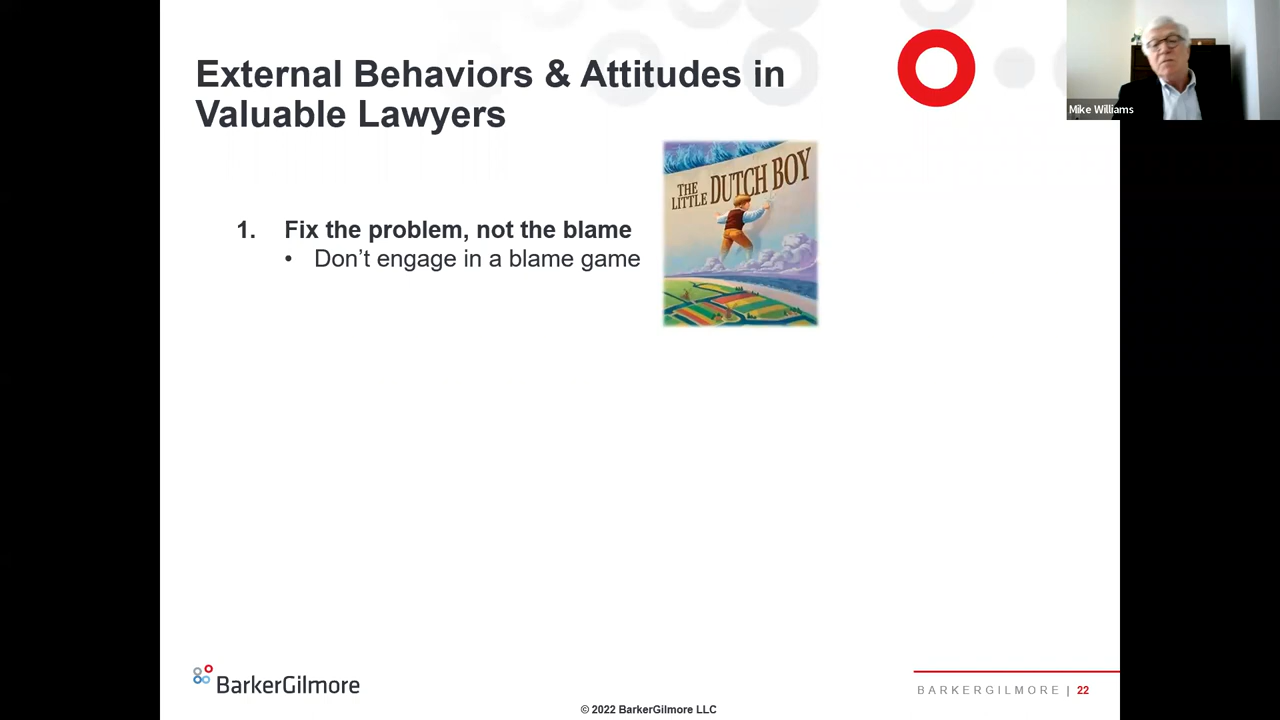 External Behaviors & Attitudes in
Valuable Lawyers
Mike Williams
THE
LITTLE DUTCH BOY
1. Fix the problem, not the blame
• Don’t engage in a blame game
BarkerGilmore
BARKERGILMORE | 22
© 2022 BarkerGilmore LLC